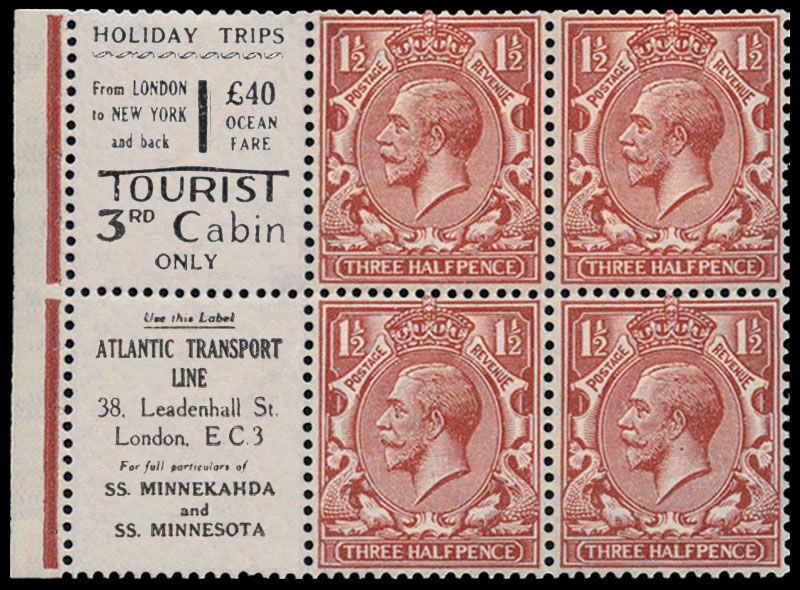 HOLIDAY TRIPS
From LONDON
to NEW YORK
and back
£40
OCEAN
FARE
TOURIST
3RD Cabin
ONLY
Use this Label
ATLANTIC TRANSPORT
LINE
38, Leadenhall St.
London, E.C.3
For full particulars of
SS. MINNEKAHDA
and
SS. MINNESOTA
1½ 1½
POSTAGE REVENUE
THREE HALFPENCE
1½ 1½
POSTAGE REVENUE
THREE HALFPENCE
1½ 1½
POSTAGE REVENUE
THREE HALFPENCE
1½ 1½
POSTAGE REVENUE
THREE HALFPENCE